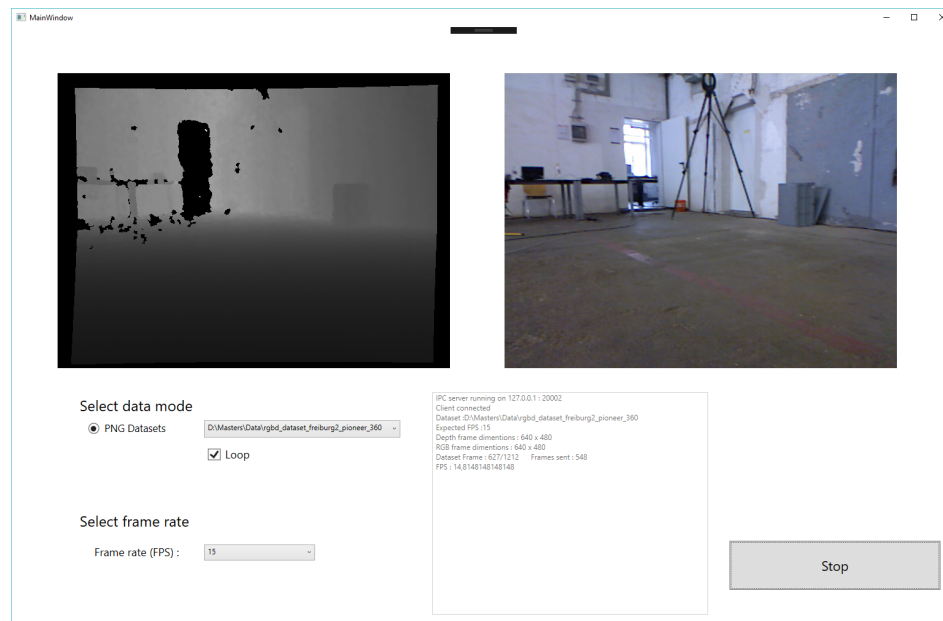 MainWindow
Select data mode
PNG Datasets
D:\Masters\Data\rgbd_dataset_freiburg2_pioneer_360
Loop
Select frame rate
Frame rate (FPS) :
15
IPC server running on 127.0.0.1 : 20002
Client connected
Dataset :D:\Masters\Data\rgbd_dataset_freiburg2_pioneer_360
Expected FPS :15
Depth frame dimentions : 640 x 480
RGB frame dimentions : 640 x 480
Dataset Frame : 627/1212 Frames sent : 548
FPS : 14,8148148148148
Stop